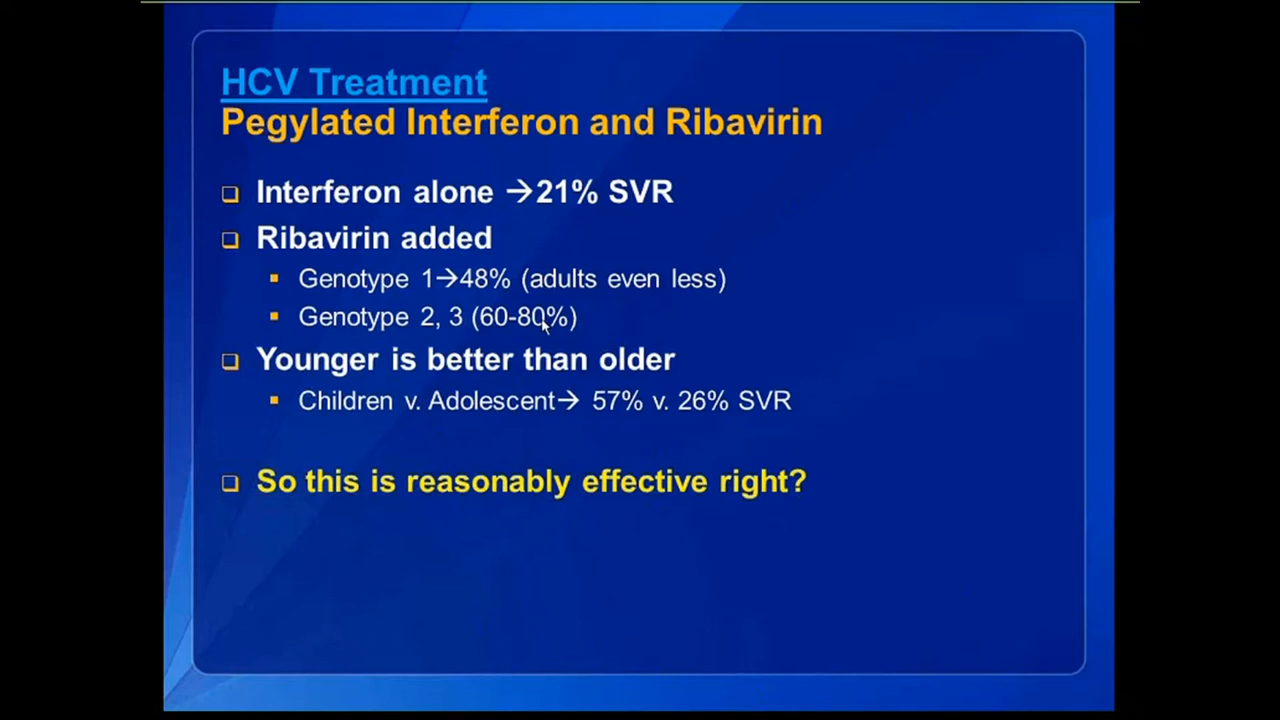 HCV Treatment
Pegylated Interferon and Ribavirin
❑ Interferon alone →21% SVR
❑ Ribavirin added
▪ Genotype 1→48% (adults even less)
▪ Genotype 2, 3 (60-80%)
❑ Younger is better than older
▪ Children v. Adolescent→ 57% v. 26% SVR
❑ So this is reasonably effective right?